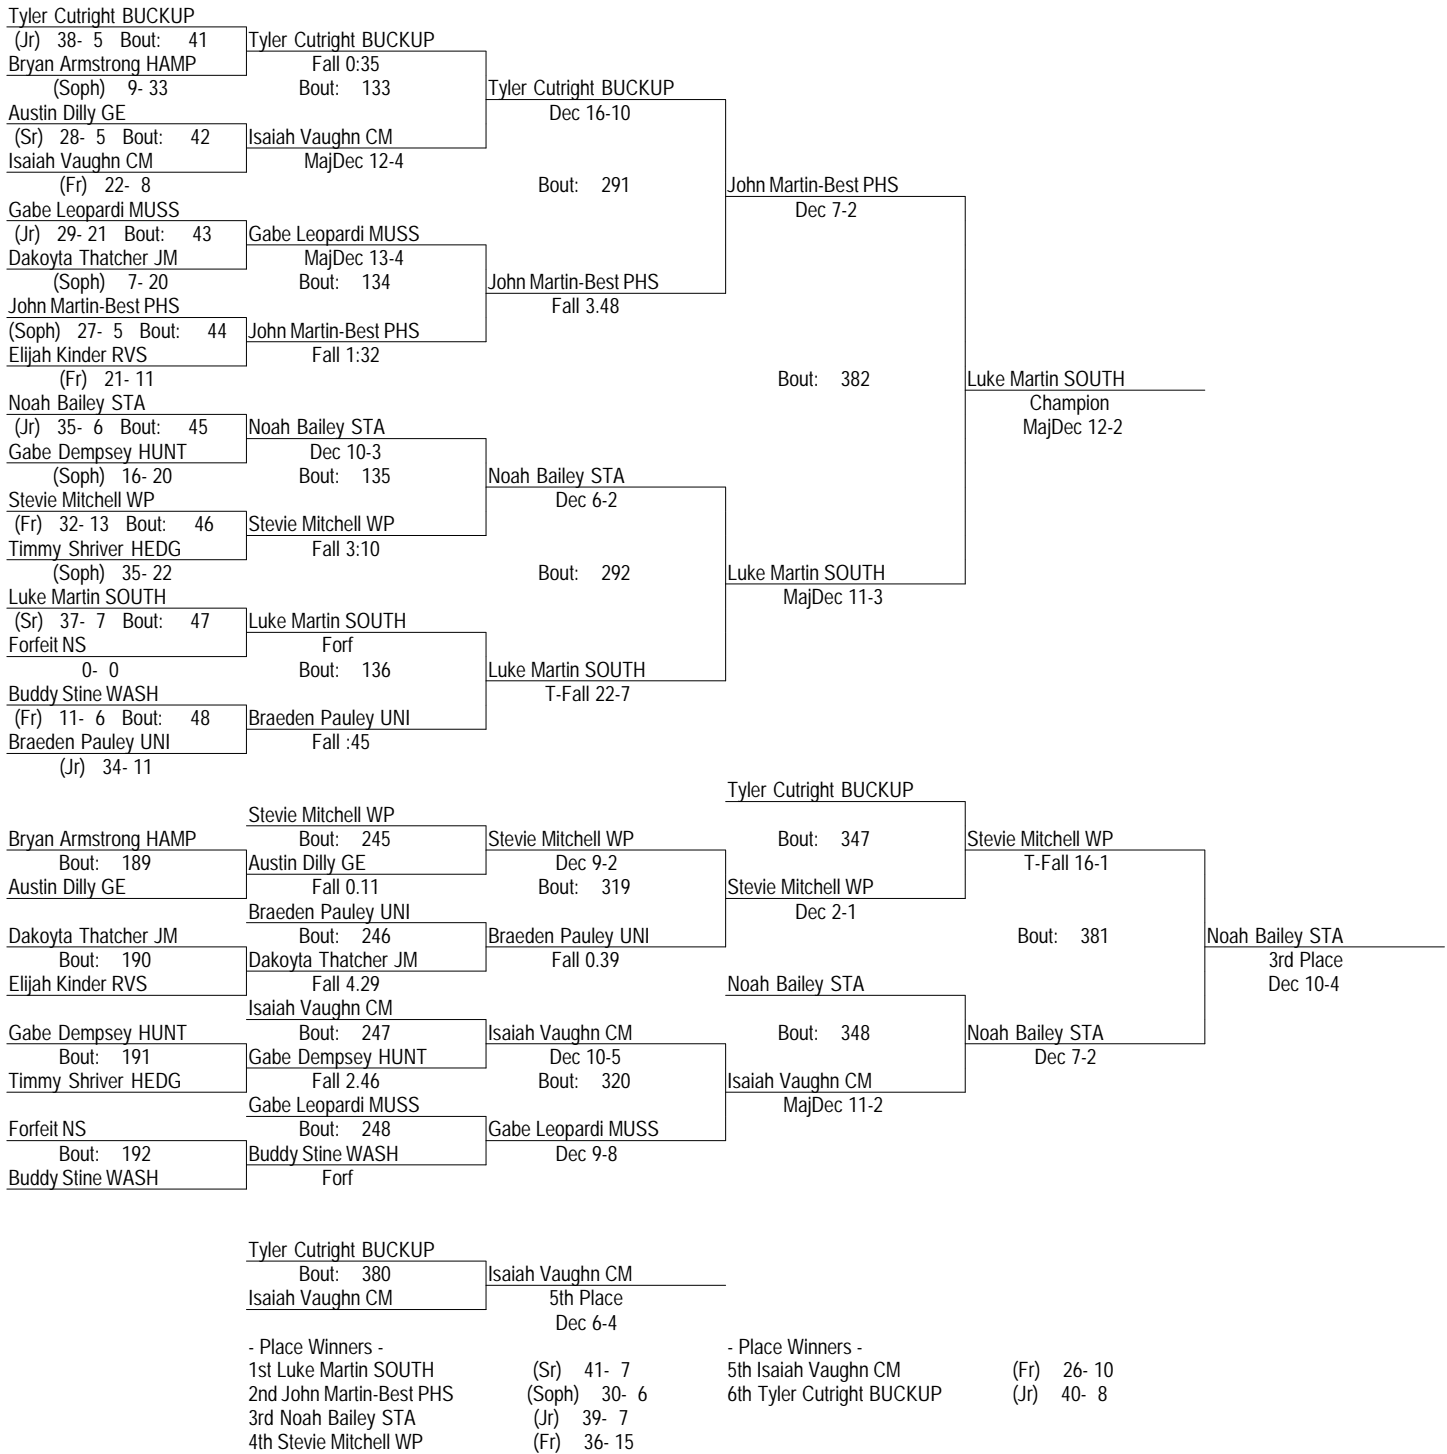 Tyler Cutright BUCKUP
(Jr) 38- 5 Bout: 41 Tyler Cutright BUCKUP
Bryan Armstrong HAMP Fall 0:35
(Soph) 9- 33 Bout: 133 Tyler Cutright BUCKUP
Austin Dilly GE Dec 16-10
(Sr) 28- 5 Bout: 42 Isaiah Vaughn CM
Isaiah Vaughn CM MajDec 12-4
(Fr) 22- 8 Bout: 291 John Martin-Best PHS
Gabe Leopardi MUSS Dec 7-2
(Jr) 29- 21 Bout: 43 Gabe Leopardi MUSS
Dakoyta Thatcher JM MajDec 13-4
(Soph) 7- 20 Bout: 134 John Martin-Best PHS
John Martin-Best PHS Fall 3.48
(Soph) 27- 5 Bout: 44 John Martin-Best PHS
Elijah Kinder RVS Fall 1:32
(Fr) 21- 11 Bout: 382 Luke Martin SOUTH
Noah Bailey STA Champion
(Jr) 35- 6 Bout: 45 Noah Bailey STA MajDec 12-2
Gabe Dempsey HUNT Dec 10-3
(Soph) 16- 20 Bout: 135 Noah Bailey STA
Stevie Mitchell WP Dec 6-2
(Fr) 32- 13 Bout: 46 Stevie Mitchell WP
Timmy Shriver HEDG Fall 3:10
(Soph) 35- 22 Bout: 292 Luke Martin SOUTH
Luke Martin SOUTH MajDec 11-3
(Sr) 37- 7 Bout: 47 Luke Martin SOUTH
Forfeit NS Forf
0- 0 Bout: 136 Luke Martin SOUTH
Buddy Stine WASH T-Fall 22-7
(Fr) 11- 6 Bout: 48 Braeden Pauley UNI
Braeden Pauley UNI Fall :45
(Jr) 34- 11
Tyler Cutright BUCKUP
Stevie Mitchell WP
Bryan Armstrong HAMP Bout: 245 Stevie Mitchell WP Bout: 347 Stevie Mitchell WP
Bout: 189 Austin Dilly GE Dec 9-2 T-Fall 16-1
Austin Dilly GE Fall 0.11 Bout: 319 Stevie Mitchell WP
Braeden Pauley UNI Dec 2-1
Dakoyta Thatcher JM Bout: 246 Braeden Pauley UNI Bout: 381 Noah Bailey STA
Bout: 190 Dakoyta Thatcher JM Fall 0.39 3rd Place
Elijah Kinder RVS Fall 4.29 Noah Bailey STA Dec 10-4
Isaiah Vaughn CM
Gabe Dempsey HUNT Bout: 247 Isaiah Vaughn CM Bout: 348 Noah Bailey STA
Bout: 191 Gabe Dempsey HUNT Dec 10-5 Dec 7-2
Timmy Shriver HEDG Fall 2.46 Bout: 320 Isaiah Vaughn CM
Gabe Leopardi MUSS MajDec 11-2
Forfeit NS Bout: 248 Gabe Leopardi MUSS
Bout: 192 Buddy Stine WASH Dec 9-8
Buddy Stine WASH Forf
Tyler Cutright BUCKUP
Bout: 380 Isaiah Vaughn CM
Isaiah Vaughn CM 5th Place
Dec 6-4
- Place Winners - - Place Winners -
1st Luke Martin SOUTH (Sr) 41- 7 5th Isaiah Vaughn CM (Fr) 26- 10
2nd John Martin-Best PHS (Soph) 30- 6 6th Tyler Cutright BUCKUP (Jr) 40- 8
3rd Noah Bailey STA (Jr) 39- 7
4th Stevie Mitchell WP (Fr) 36- 15